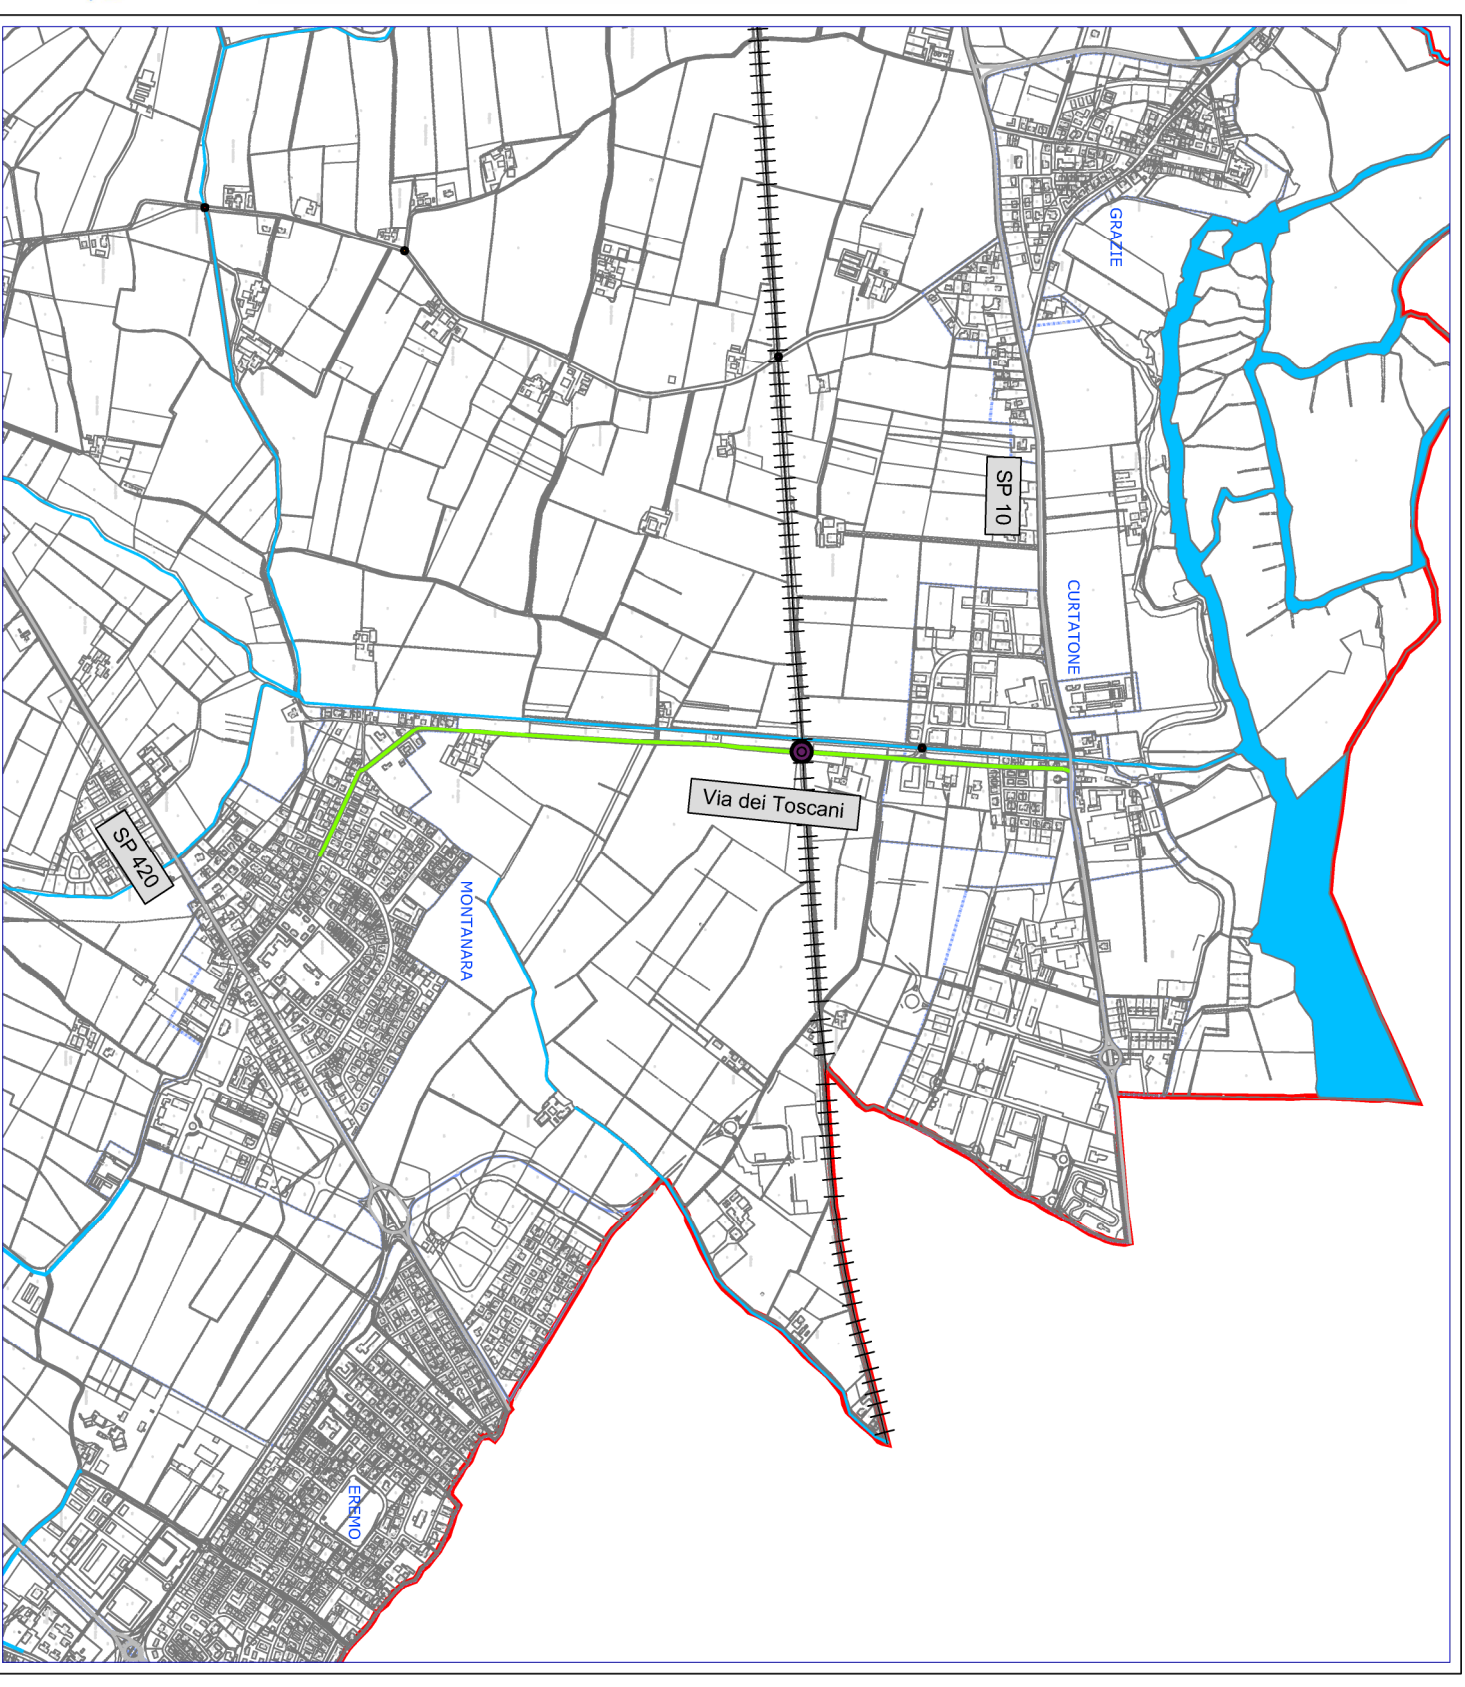 GRAZIE
SP 10
CURTATONE
Via dei Toscani
SP 420
MONTANARA
EREMO